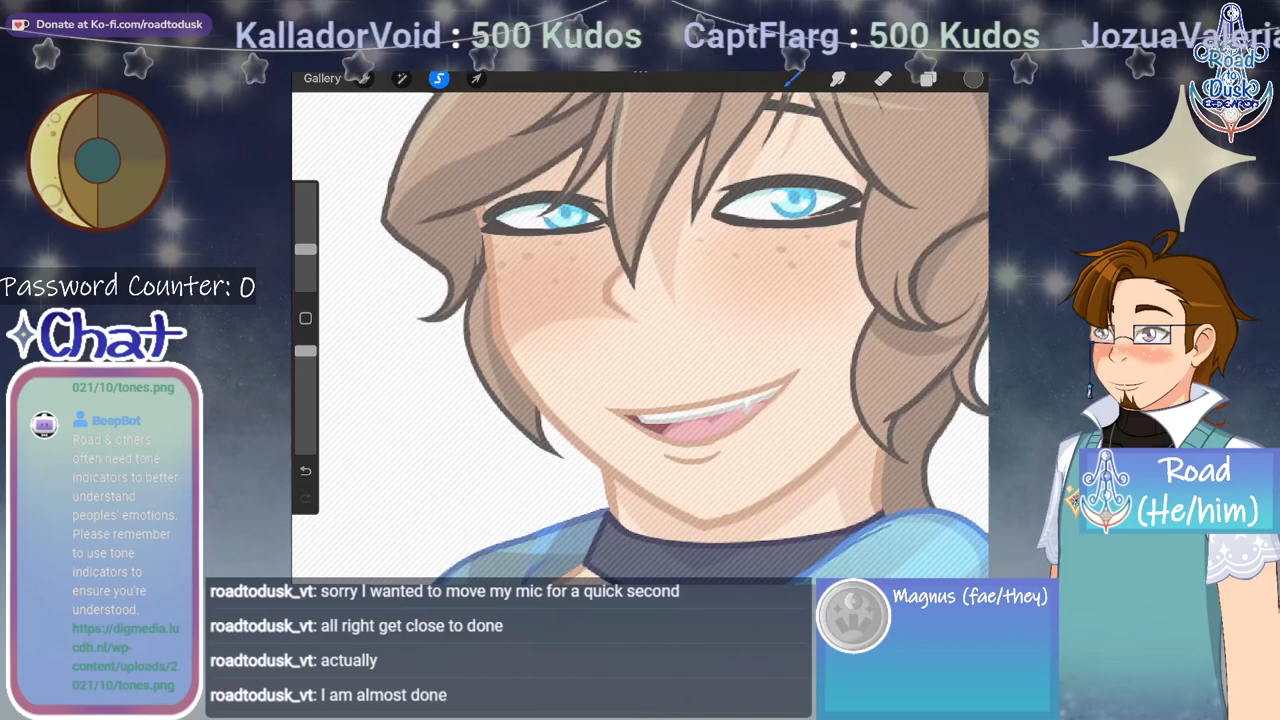 Donate at Ko-fi.com/roadtodusk
KalladorVoid : 500 Kudos CaptFlarg : 500 Kudos
Road
to
Dusk
Gallery
Password Counter: 0
Chat
021/10/tones.png
BeepBot
Road & others
often need tone
indicators to better
understand
peoples' emotions.
Please remember
to use tone
indicators to
ensure you're
understood.
https://digmedia.lu
cdh.nl/wp-
content/uploads/2
021/10/tones.png
roadtodusk_vt: sorry I wanted to move my mic for a quick second
roadtodusk_vt: all right get close to done
roadtodusk_vt: actually
roadtodusk_vt: I am almost done
Magnus (fae/they)
Road
(He/him)